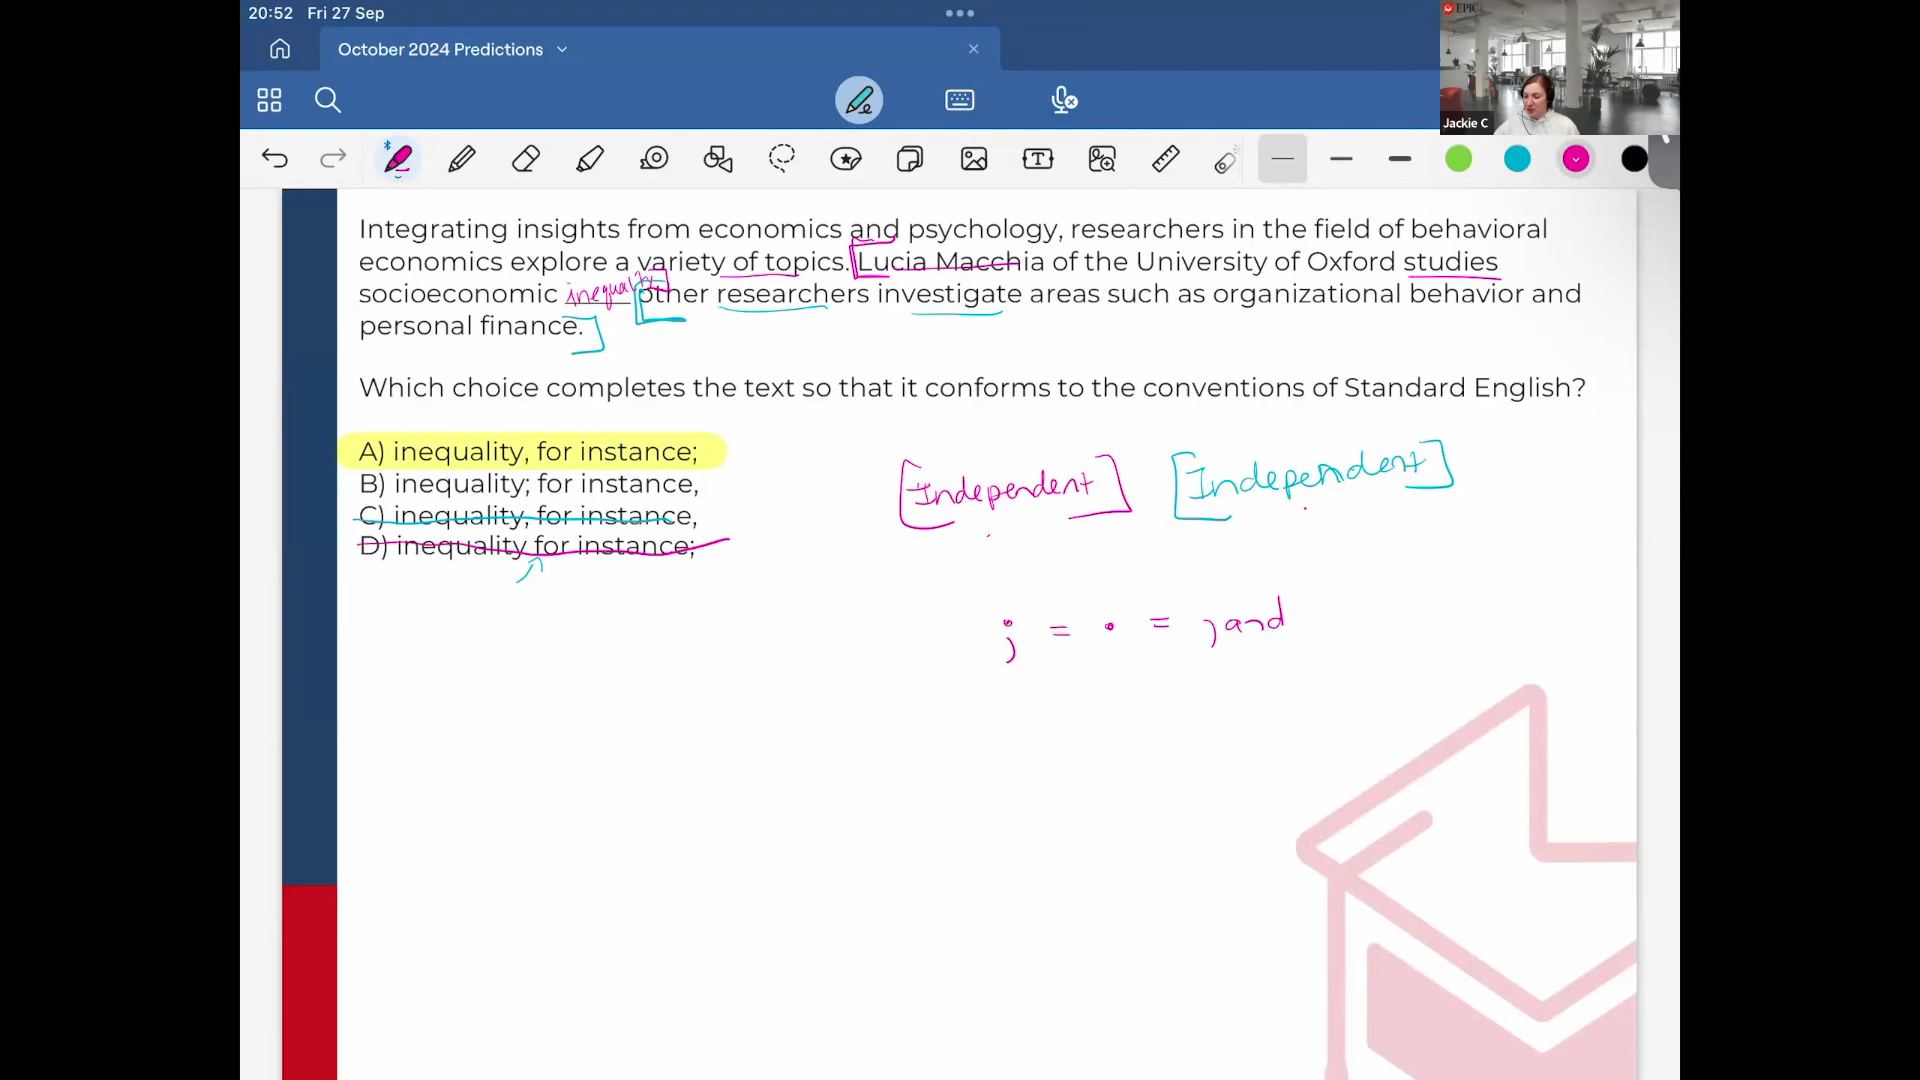 20:52 Fri 27 Sep
October 2024 Predictions
EPIC
Jackie C
Integrating insights from economics and psychology, researchers in the field of behavioral
economics explore a variety of topics. Lucia Macchia of the University of Oxford studies
socioeconomic inequality other researchers investigate areas such as organizational behavior and
personal finance.
Which choice completes the text so that it conforms to the conventions of Standard English?
A) inequality, for instance;
B) inequality; for instance,
C) inequality, for instance,
D) inequality for instance;
Independent Independent
; = . = , and